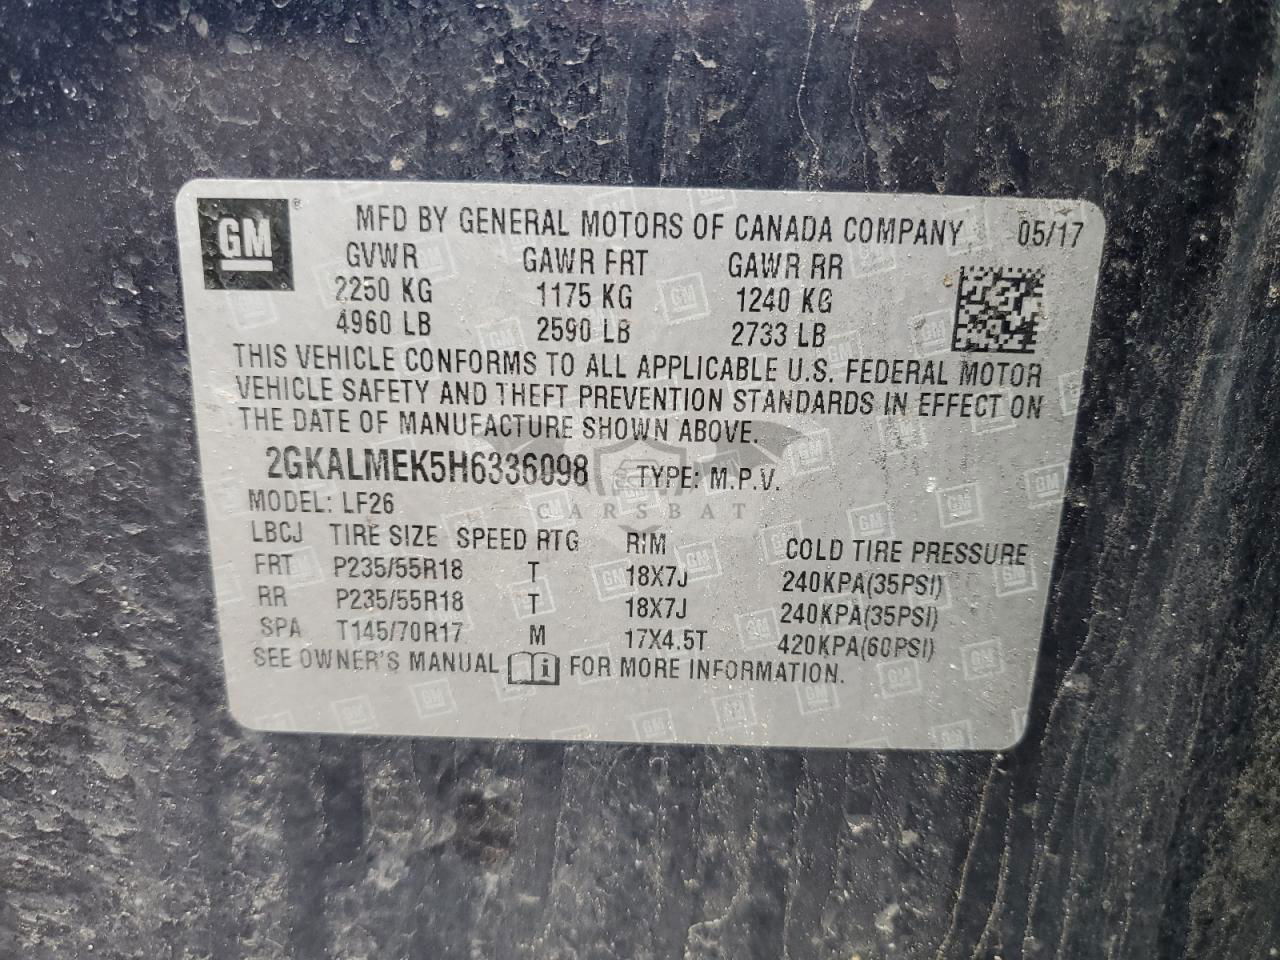 GM ®
MFD BY GENERAL MOTORS OF CANADA COMPANY 05/17
GVWR GAWR FRT GAWR RR
2250 KG 1175 KG 1240 KG
4960 LB 2590 LB 2733 LB
THIS VEHICLE CONFORMS TO ALL APPLICABLE U.S. FEDERAL MOTOR
VEHICLE SAFETY AND THEFT PREVENTION STANDARDS IN EFFECT ON
THE DATE OF MANUFACTURE SHOWN ABOVE.
2GKALMEK5H6336098 TYPE: M.P.V.
MODEL: LF26
CARSBAT
LBCJ TIRE SIZE SPEED RTG RIM COLD TIRE PRESSURE
FRT P235/55R18 T 18X7J 240KPA(35PSI)
RR P235/55R18 T 18X7J 240KPA(35PSI)
SPA T145/70R17 M 17X4.5T 420KPA(60PSI)
SEE OWNER'S MANUAL i FOR MORE INFORMATION.